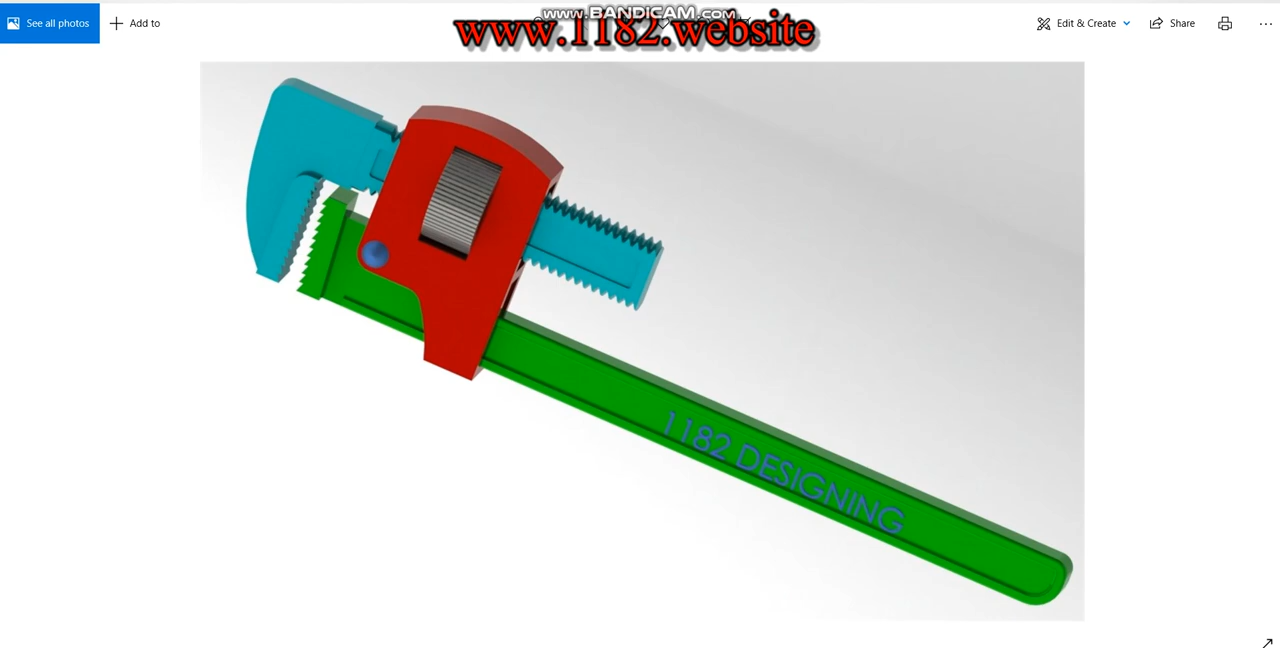 See all photos
Add to
www.BANDICAM.com
www.1182.website
Edit & Create
Share
1182 DESIGNING